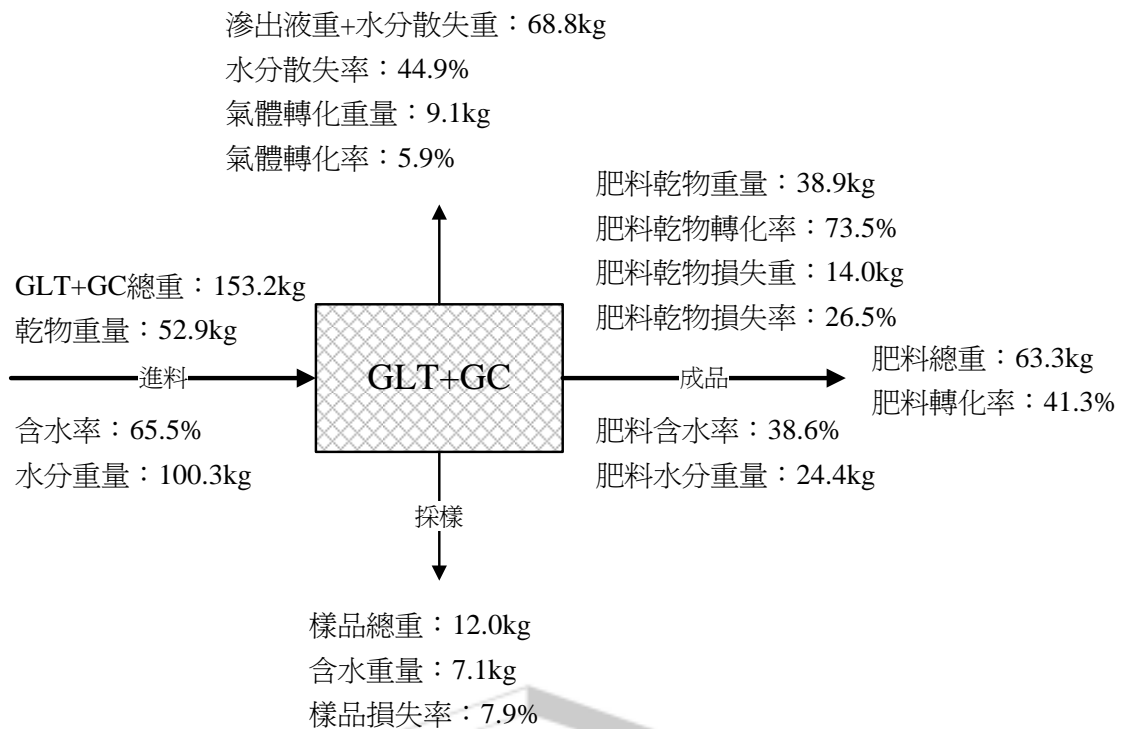 滲出液重+水分散失重：68.8kg
水分散失率：44.9%
氣體轉化重量：9.1kg
氣體轉化率：5.9%
肥料乾物重量：38.9kg
肥料乾物轉化率：73.5%
肥料乾物損失重：14.0kg
肥料乾物損失率：26.5%
GLT+GC總重：153.2kg
乾物重量：52.9kg
進料
GLT+GC
成品
肥料總重：63.3kg
肥料轉化率：41.3%
含水率：65.5%
水分重量：100.3kg
肥料含水率：38.6%
肥料水分重量：24.4kg
採樣
樣品總重：12.0kg
含水重量：7.1kg
樣品損失率：7.9%